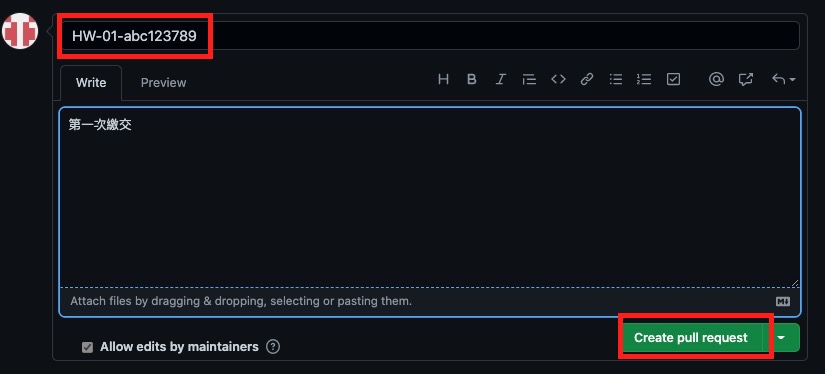 HW-01-abc123789
Write Preview H B I
第一次繳交
Attach files by dragging & dropping, selecting or pasting them.
Allow edits by maintainers
Create pull request